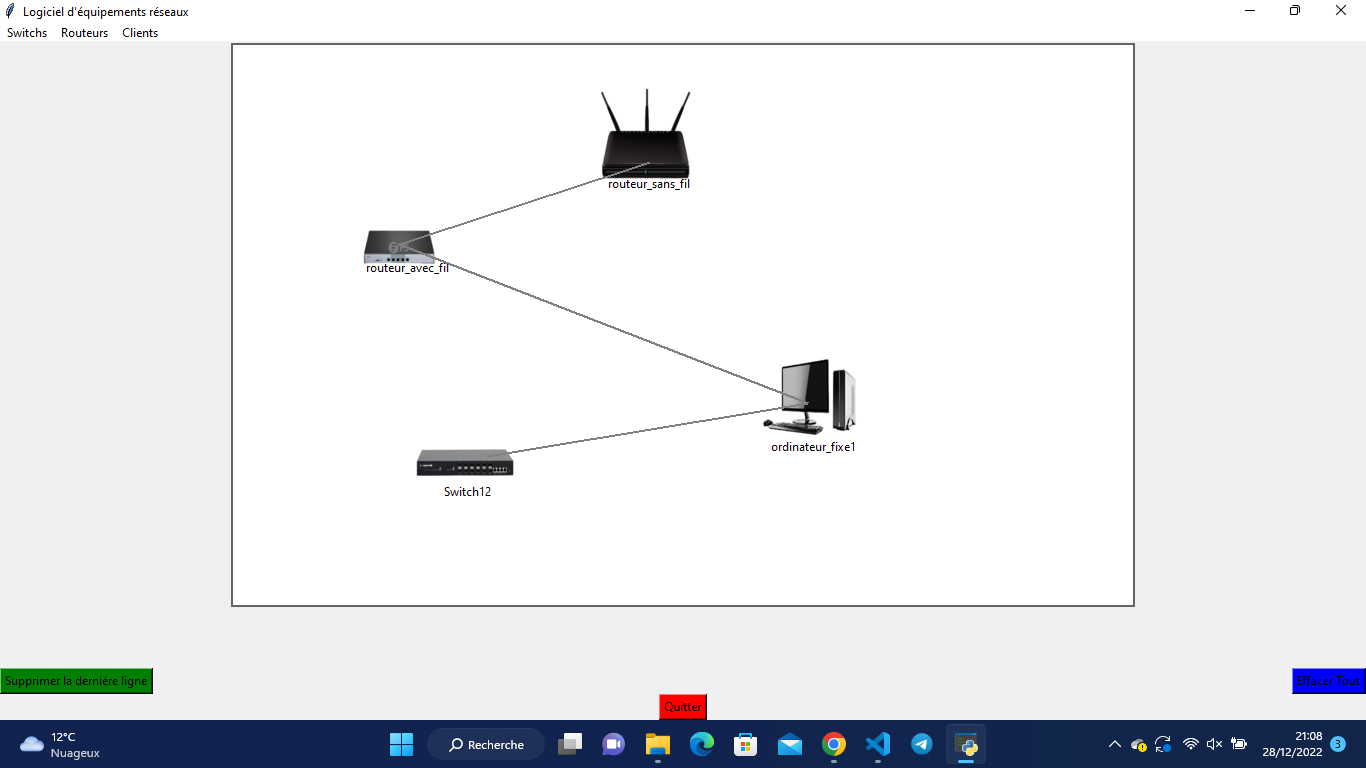 Logiciel d'équipements réseaux
Switchs Routeurs Clients
routeur_sans_fil
routeur_avec_fil
ordinateur_fixe1
Switch12
Supprimer la derniére ligne
Effacer Tout
Quitter
12°C
Nuageux
Recherche
21:08
28/12/2022
3